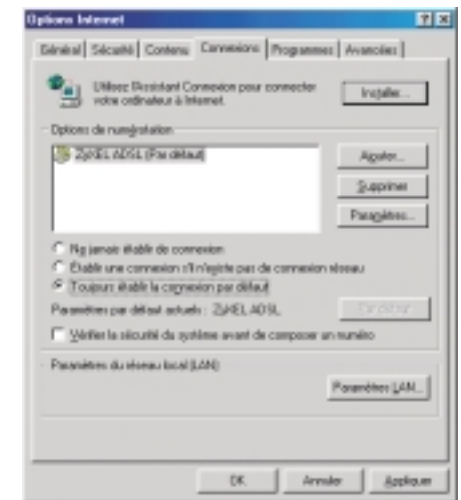 Options Internet
Général Sécurité Contenu Connexions Programmes Avancées
Utilisez l'Assistant Connexion pour connecter
votre ordinateur à Internet.
Installer...
Options de numérotation
ZyXEL ADSL (Par défaut)
Ajouter...
Supprimer
Paramètres...
Ne jamais établir de connexion
Établir une connexion s'il n'existe pas de connexion réseau
Toujours établir la connexion par défaut
Paramètres par défaut actuels : ZyXEL ADSL
Par défaut
Vérifier la sécurité du système avant de composer un numéro
Paramètres du réseau local (LAN)
Paramètres LAN...
OK Annuler Appliquer